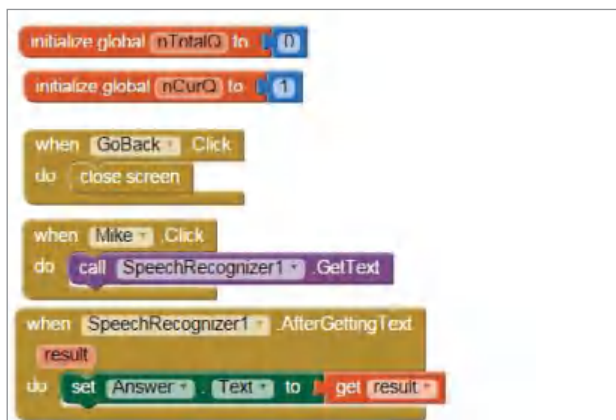 initialize global nTotalQ to 0
initialize global nCurQ to 1
when GoBack .Click
do close screen
when Mike .Click
do call SpeechRecognizer1 .GetText
when SpeechRecognizer1 .AfterGettingText
result
do set Answer . Text to get result